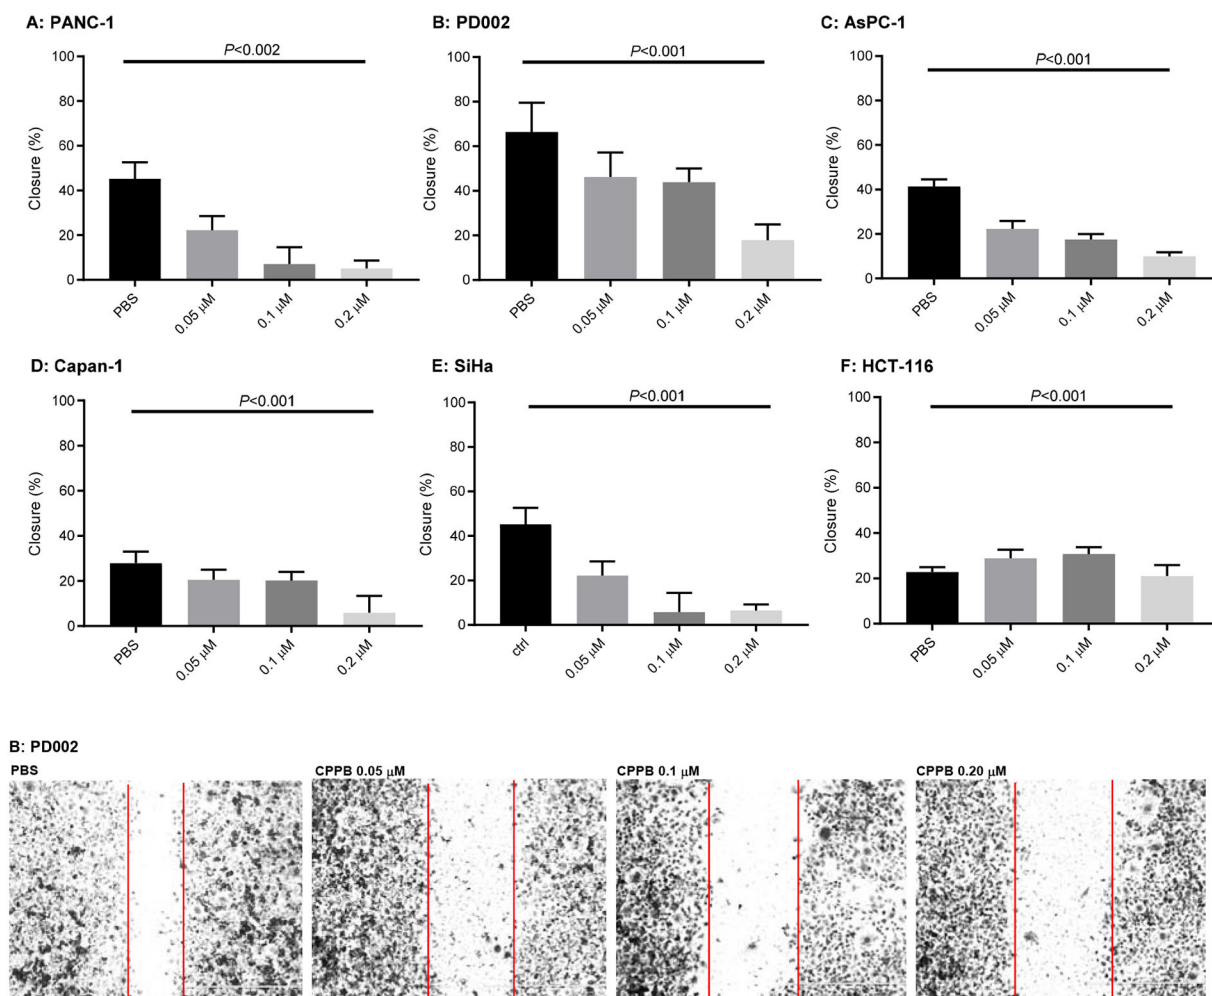 A: PANC-1
P<0.002
Closure (%)
100
80
60
40
20
0
PBS
0.05 μM
0.1 μM
0.2 μM
B: PD002
P<0.001
Closure (%)
100
80
60
40
20
0
PBS
0.05 μM
0.1 μM
0.2 μM
C: AsPC-1
P<0.001
Closure (%)
100
80
60
40
20
0
PBS
0.05 μM
0.1 μM
0.2 μM
D: Capan-1
P<0.001
Closure (%)
100
80
60
40
20
0
PBS
0.05 μM
0.1 μM
0.2 μM
E: SiHa
P<0.001
Closure (%)
100
80
60
40
20
0
ctrl
0.05 μM
0.1 μM
0.2 μM
F: HCT-116
P<0.001
Closure (%)
100
80
60
40
20
0
PBS
0.05 μM
0.1 μM
0.2 μM
B: PD002
PBS
CPPB 0.05 μM
CPPB 0.1 μM
CPPB 0.20 μM